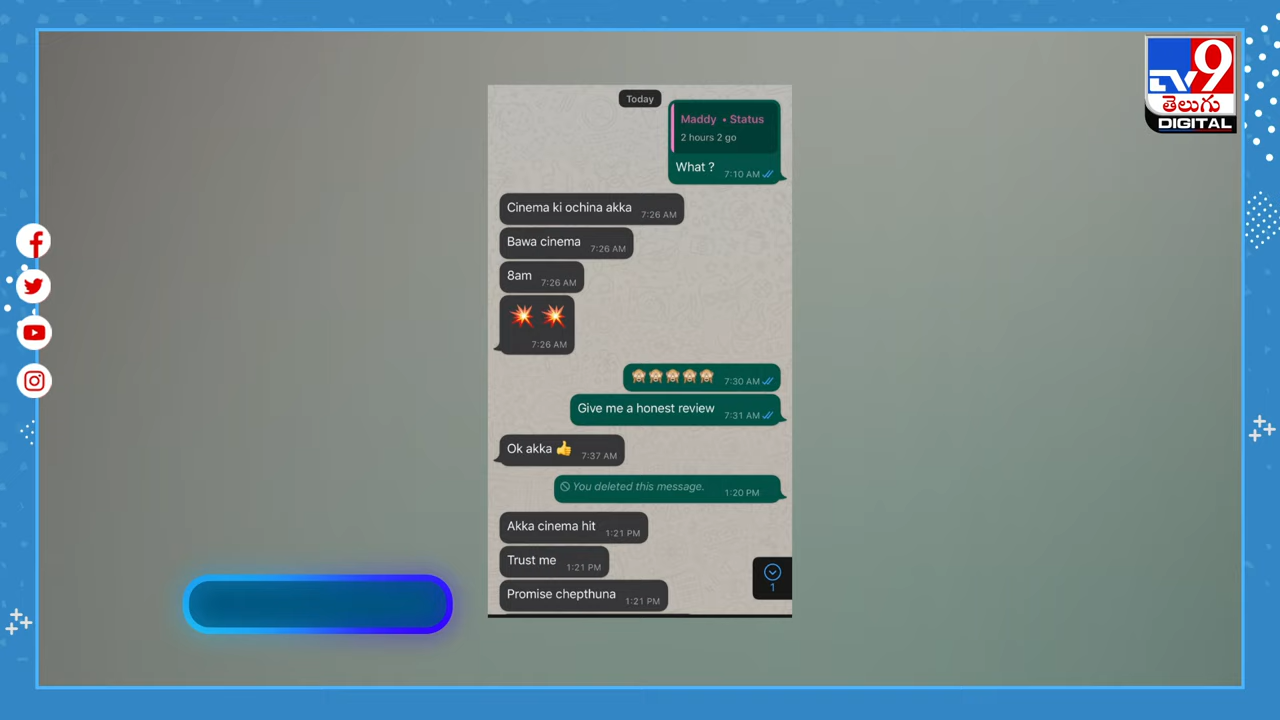 TV9
తెలుగు
DIGITAL
Today
Maddy • Status
2 hours 2 go
What ?
7:10 AM
Cinema ki ochina akka
7:26 AM
Bawa cinema
7:26 AM
8am
7:26 AM
💥 💥
7:26 AM
🙈🙈🙈🙈🙈
7:30 AM
Give me a honest review
7:31 AM
Ok akka 👍
7:37 AM
You deleted this message.
1:20 PM
Akka cinema hit
1:21 PM
Trust me
1:21 PM
Promise chepthuna
1:21 PM
1